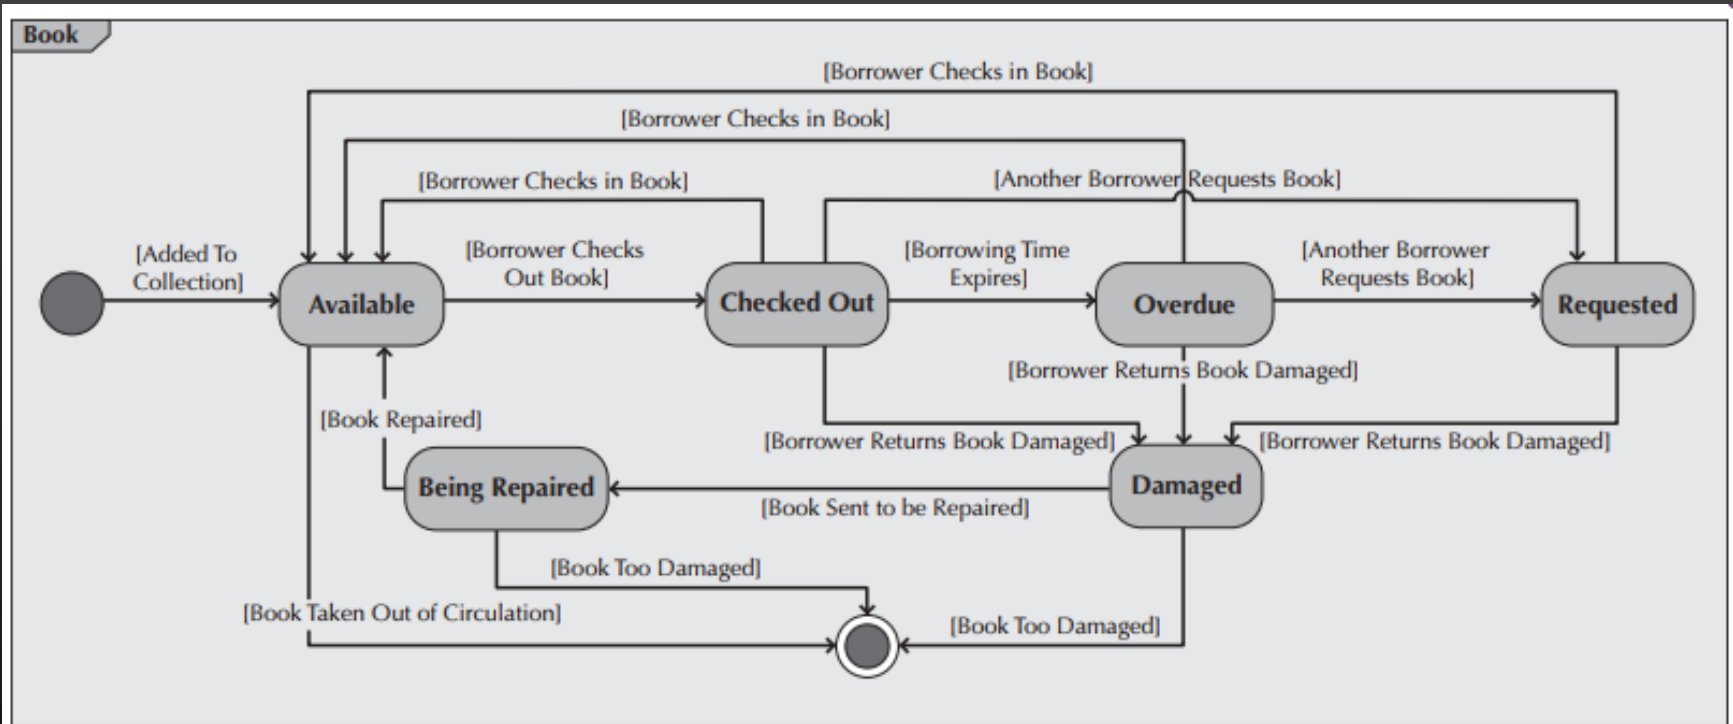 Book
[Borrower Checks in Book]
[Borrower Checks in Book]
[Borrower Checks in Book]
[Another Borrower Requests Book]
[Added To
Collection]
[Borrower Checks
Out Book]
[Borrowing Time
Expires]
[Another Borrower
Requests Book]
Available
Checked Out
Overdue
Requested
[Borrower Returns Book Damaged]
[Book Repaired]
[Borrower Returns Book Damaged]
[Borrower Returns Book Damaged]
Being Repaired
Damaged
[Book Sent to be Repaired]
[Book Too Damaged]
[Book Taken Out of Circulation]
[Book Too Damaged]